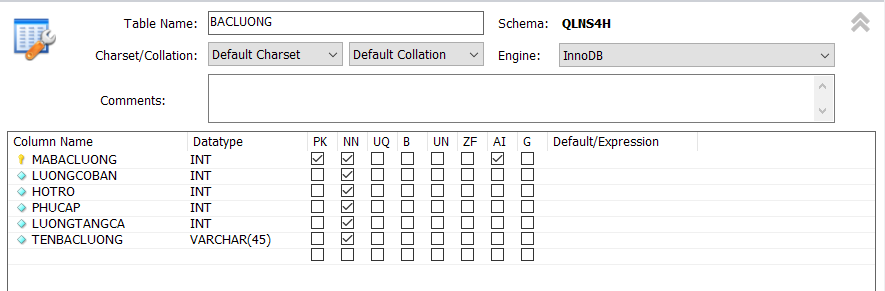 Table Name: BACLUONG Schema: QLNS4H
Charset/Collation: Default Charset Default Collation Engine: InnoDB
Comments:
Column Name Datatype PK NN UQ B UN ZF AI G Default/Expression
MABACLUONG INT
LUONGCOBAN INT
HOTRO INT
PHUCAP INT
LUONGTANGCA INT
TENBACLUONG VARCHAR(45)